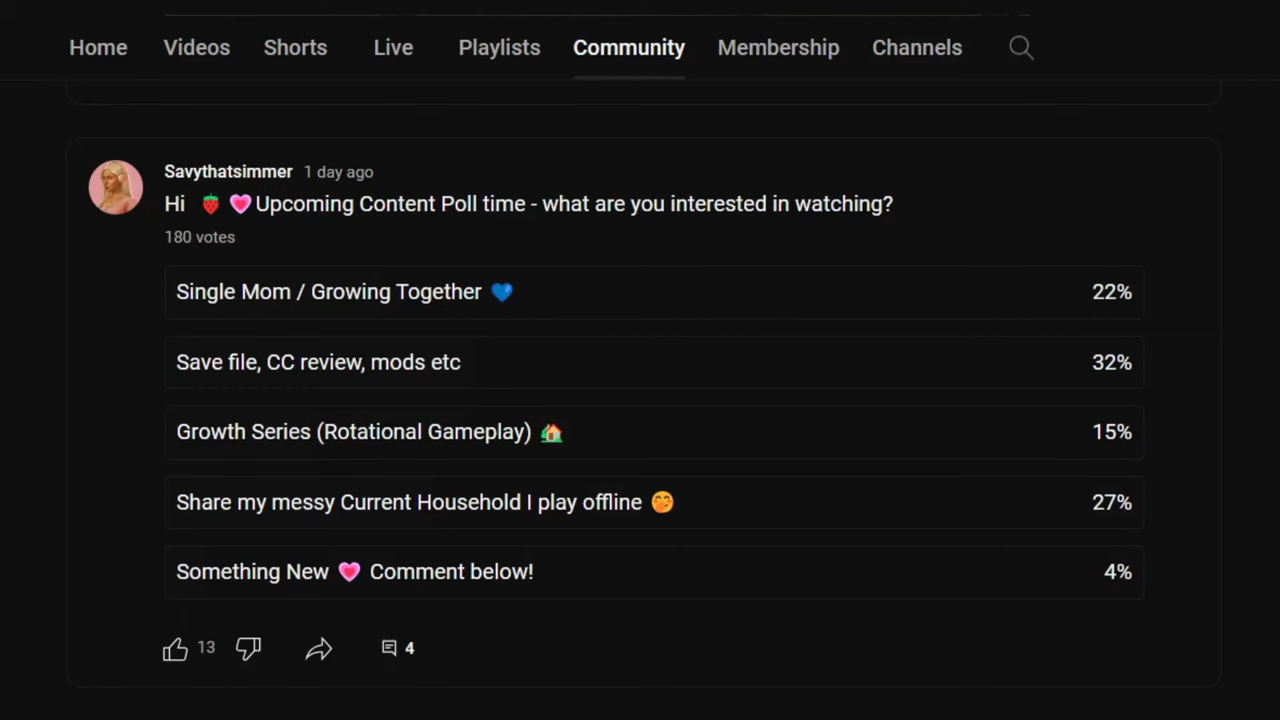 Home Videos Shorts Live Playlists Community Membership Channels
Savythatsimmer 1 day ago
Hi 🍓 💗Upcoming Content Poll time - what are you interested in watching?
180 votes
Single Mom / Growing Together 💙 22%
Save file, CC review, mods etc 32%
Growth Series (Rotational Gameplay) 🏡 15%
Share my messy Current Household I play offline 🤭 27%
Something New 💗 Comment below! 4%
13 4